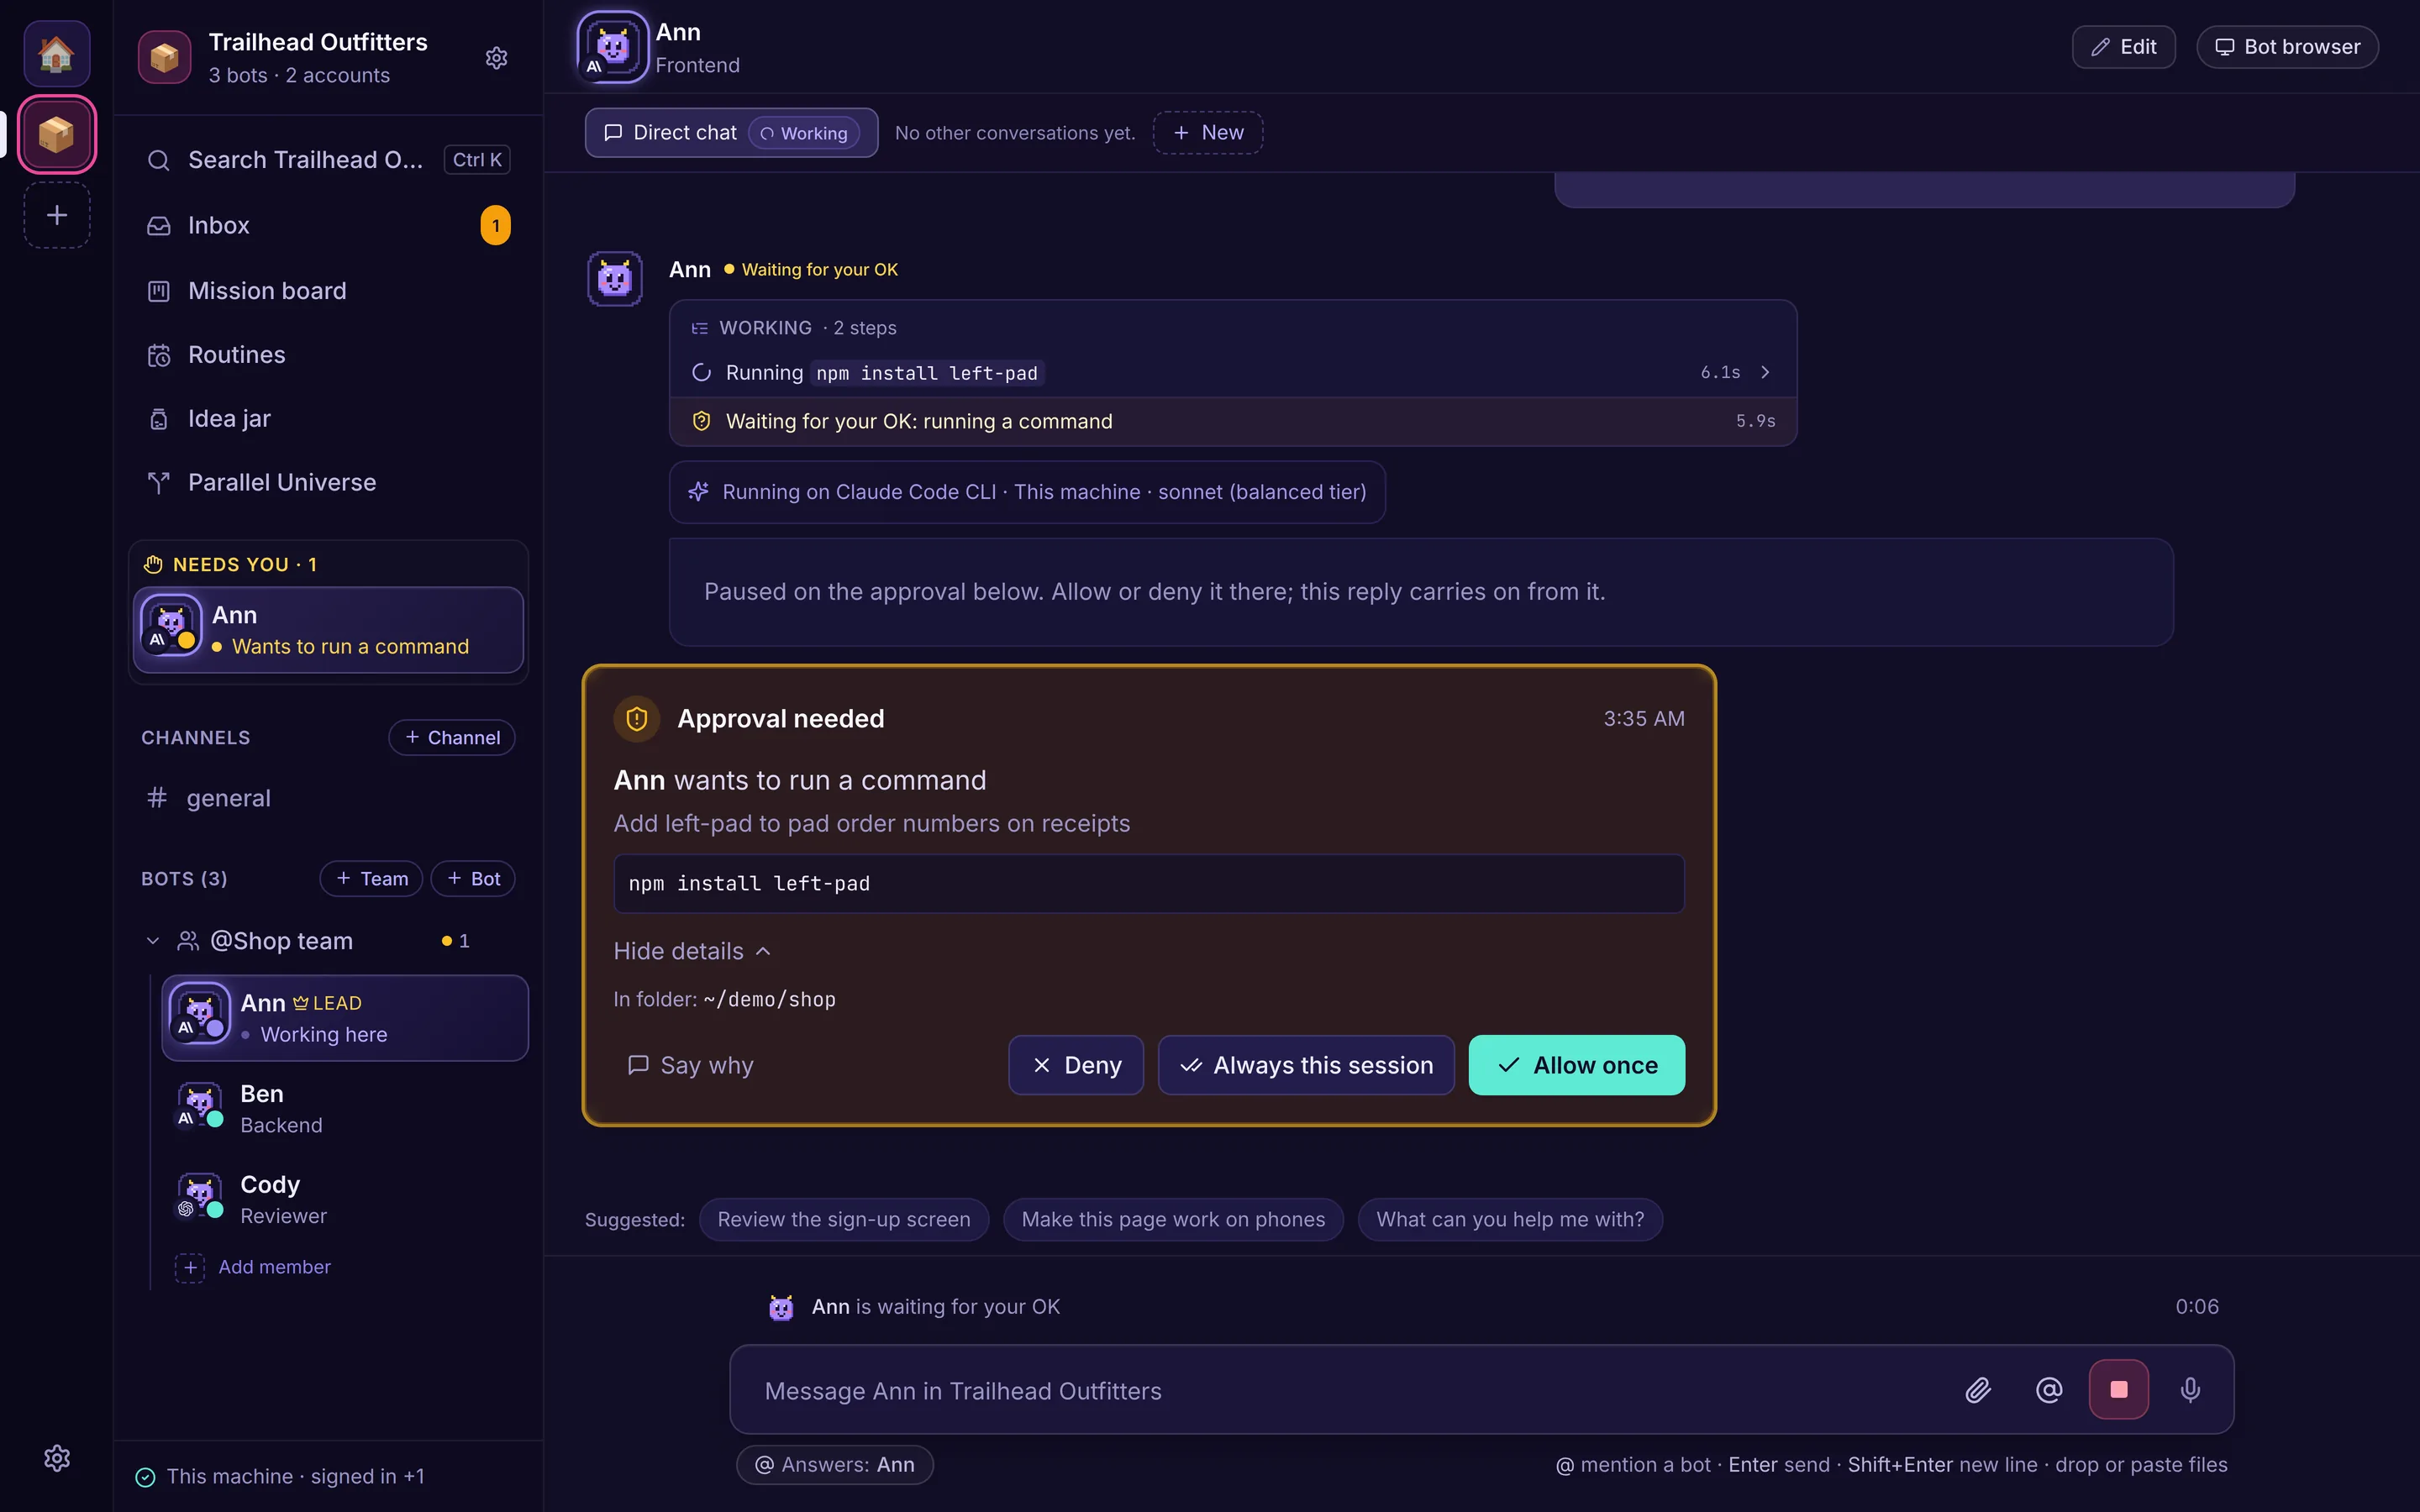 Trailhead Outfitters
3 bots · 2 accounts
Search Trailhead O... Ctrl K
Inbox 1
Mission board
Routines
Idea jar
Parallel Universe
NEEDS YOU · 1
Ann
Wants to run a command
CHANNELS + Channel
# general
BOTS (3) + Team + Bot
@Shop team 1
Ann LEAD
Working here
Ben
Backend
Cody
Reviewer
+ Add member
This machine · signed in +1
Ann
Frontend
Edit
Bot browser
Direct chat Working
No other conversations yet.
+ New
Ann Waiting for your OK
WORKING · 2 steps
Running npm install left-pad 6.1s
Waiting for your OK: running a command 5.9s
Running on Claude Code CLI · This machine · sonnet (balanced tier)
Paused on the approval below. Allow or deny it there; this reply carries on from it.
Approval needed 3:35 AM
Ann wants to run a command
Add left-pad to pad order numbers on receipts
npm install left-pad
Hide details
In folder: ~/demo/shop
Say why
Deny
Always this session
Allow once
Suggested: Review the sign-up screen Make this page work on phones What can you help me with?
Ann is waiting for your OK 0:06
Message Ann in Trailhead Outfitters
@ Answers: Ann
@ mention a bot · Enter send · Shift+Enter new line · drop or paste files